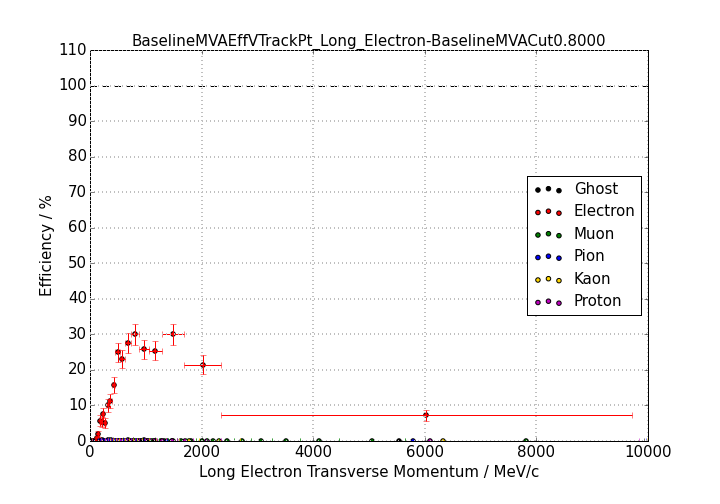 BaselineMVAEffVTrackPt_Long_Electron-BaselineMVACut0.8000
110
100
90
80
70
60
50
40
30
20
10
0
Efficiency / %
Ghost
Electron
Muon
Pion
Kaon
Proton
0 2000 4000 6000 8000 10000
Long Electron Transverse Momentum / MeV/c